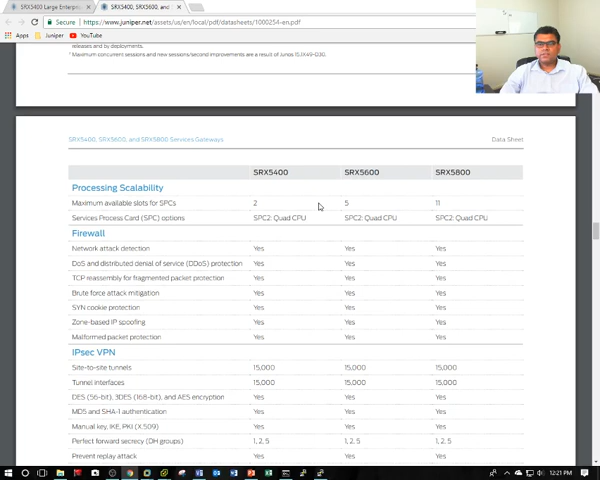 SRX5400 Large Enterpris
SRX5400, SRX5600, and S
Secure
https://www.juniper.net/assets/us/en/local/pdf/datasheets/1000254-en.pdf
Apps
Juniper
YouTube
releases and by deployments.
Maximum concurrent sessions and new sessions/second improvements are a result of Junos 15.1X49-D30.
SRX5400, SRX5600, and SRX5800 Services Gateways
Data Sheet
SRX5400 SRX5600 SRX5800
Processing Scalability
Maximum available slots for SPCs 2 5 11
Services Process Card (SPC) options SPC2: Quad CPU SPC2: Quad CPU SPC2: Quad CPU
Firewall
Network attack detection Yes Yes Yes
DoS and distributed denial of service (DDoS) protection Yes Yes Yes
TCP reassembly for fragmented packet protection Yes Yes Yes
Brute force attack mitigation Yes Yes Yes
SYN cookie protection Yes Yes Yes
Zone-based IP spoofing Yes Yes Yes
Malformed packet protection Yes Yes Yes
IPsec VPN
Site-to-site tunnels 15,000 15,000 15,000
Tunnel interfaces 15,000 15,000 15,000
DES (56-bit), 3DES (168-bit), and AES encryption Yes Yes Yes
MD5 and SHA-1 authentication Yes Yes Yes
Manual key, IKE, PKI (X.509) Yes Yes Yes
Perfect forward secrecy (DH groups) 1, 2, 5 1, 2, 5 1, 2, 5
Prevent replay attack Yes Yes Yes
12:21 PM